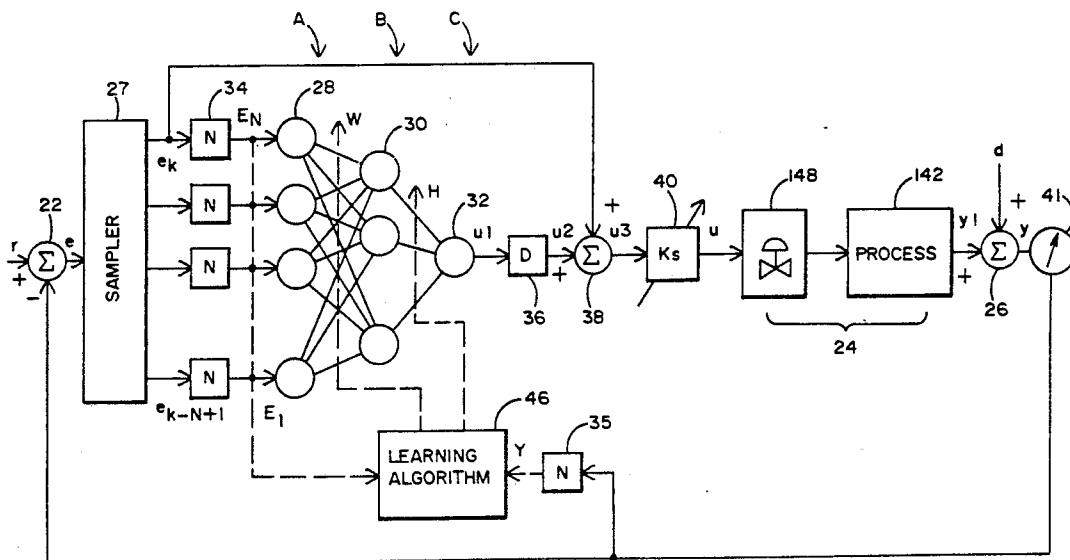 A B C
27 34 28
N
E_N
W
30
e_k
40
148
142
d
41
22
r
e
Σ
+
-
SAMPLER
N
H
32
u1
D
36
u2
+
+
Σ
38
u3
Ks
u
PROCESS
y1
+
+
Σ
26
y
24
N
N
e_{k-N+1}
E_1
46
LEARNING
ALGORITHM
Y
35
N